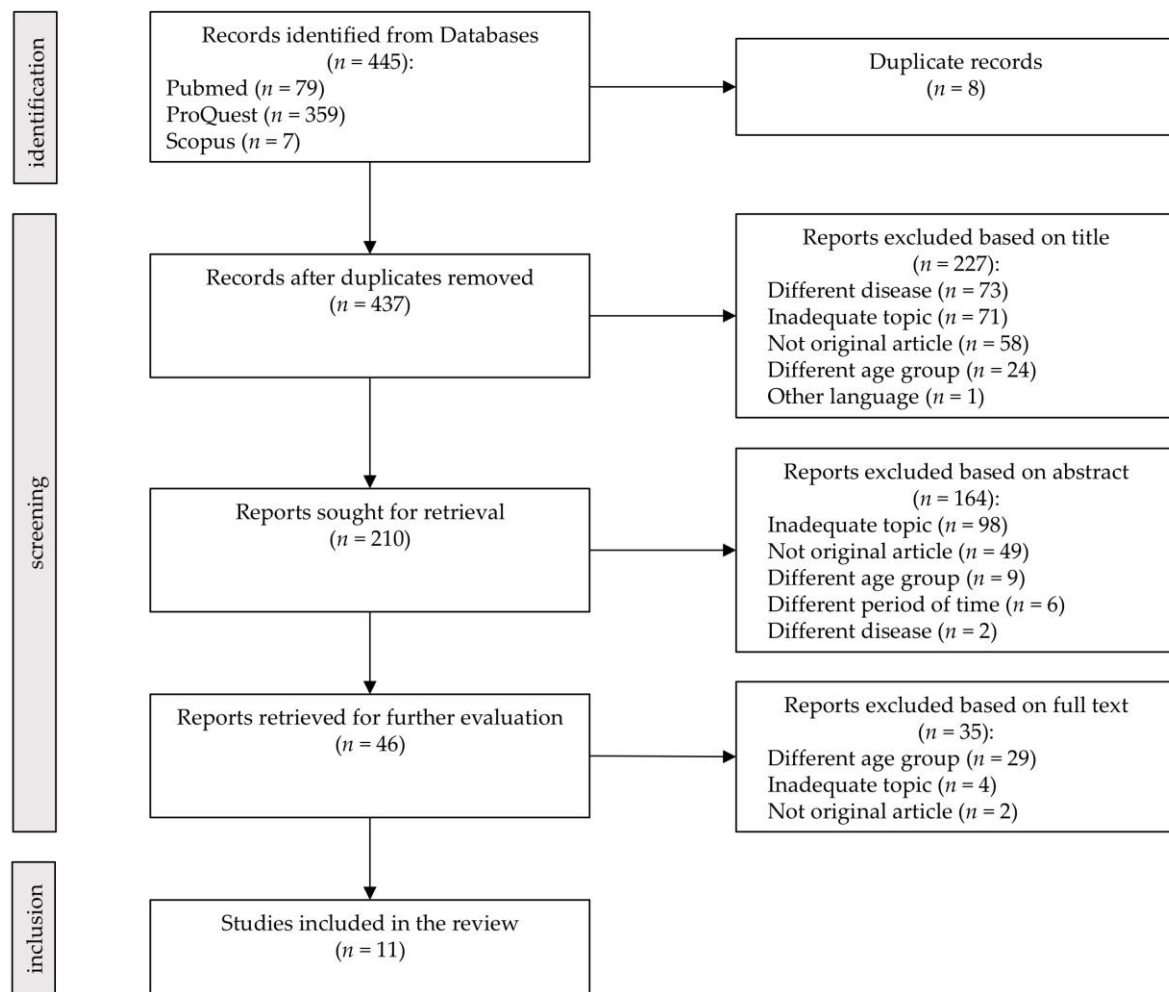 identification
Records identified from Databases
(n = 445):
Pubmed (n = 79)
ProQuest (n = 359)
Scopus (n = 7)
Duplicate records
(n = 8)
screening
Records after duplicates removed
(n = 437)
Reports excluded based on title
(n = 227):
Different disease (n = 73)
Inadequate topic (n = 71)
Not original article (n = 58)
Different age group (n = 24)
Other language (n = 1)
Reports sought for retrieval
(n = 210)
Reports excluded based on abstract
(n = 164):
Inadequate topic (n = 98)
Not original article (n = 49)
Different age group (n = 9)
Different period of time (n = 6)
Different disease (n = 2)
Reports retrieved for further evaluation
(n = 46)
Reports excluded based on full text
(n = 35):
Different age group (n = 29)
Inadequate topic (n = 4)
Not original article (n = 2)
inclusion
Studies included in the review
(n = 11)